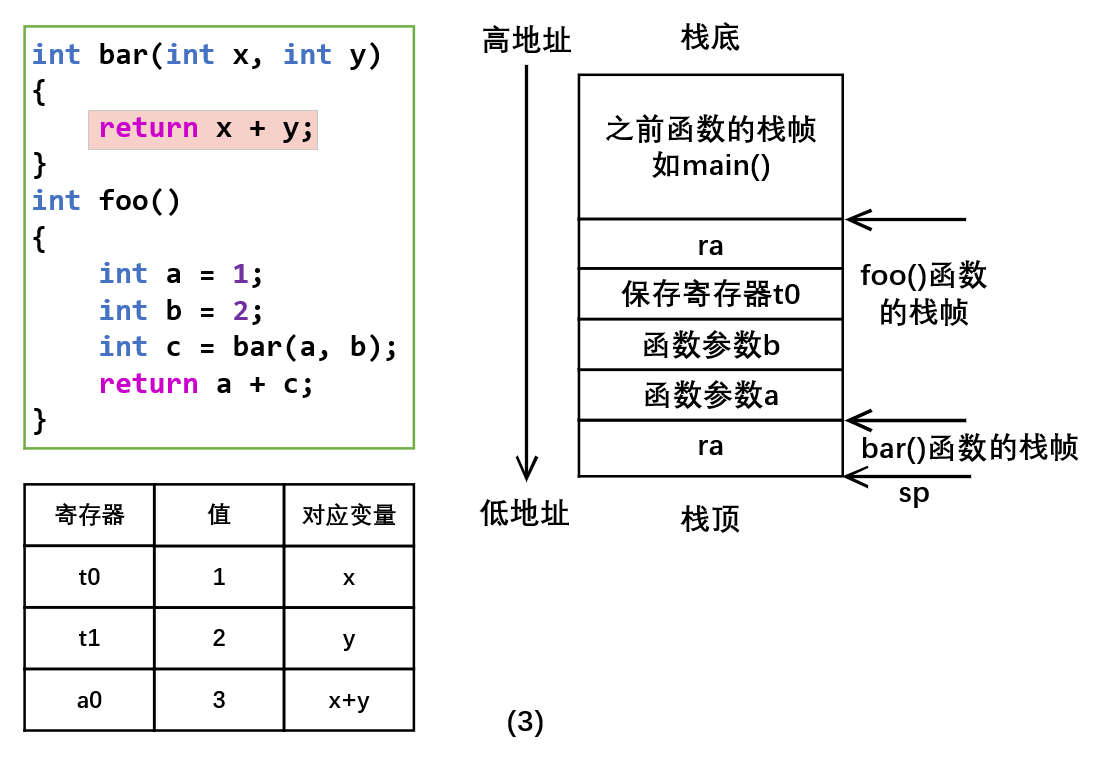 int bar(int x, int y)
{
    return x + y;
}
int foo()
{
    int a = 1;
    int b = 2;
    int c = bar(a, b);
    return a + c;
}
寄存器 值 对应变量
t0 1 x
t1 2 y
a0 3 x+y
高地址
低地址
栈底
之前函数的栈帧
如main()
ra
保存寄存器t0
函数参数b
函数参数a
ra
栈顶
foo()函数
的栈帧
bar()函数的栈帧
sp
(3)